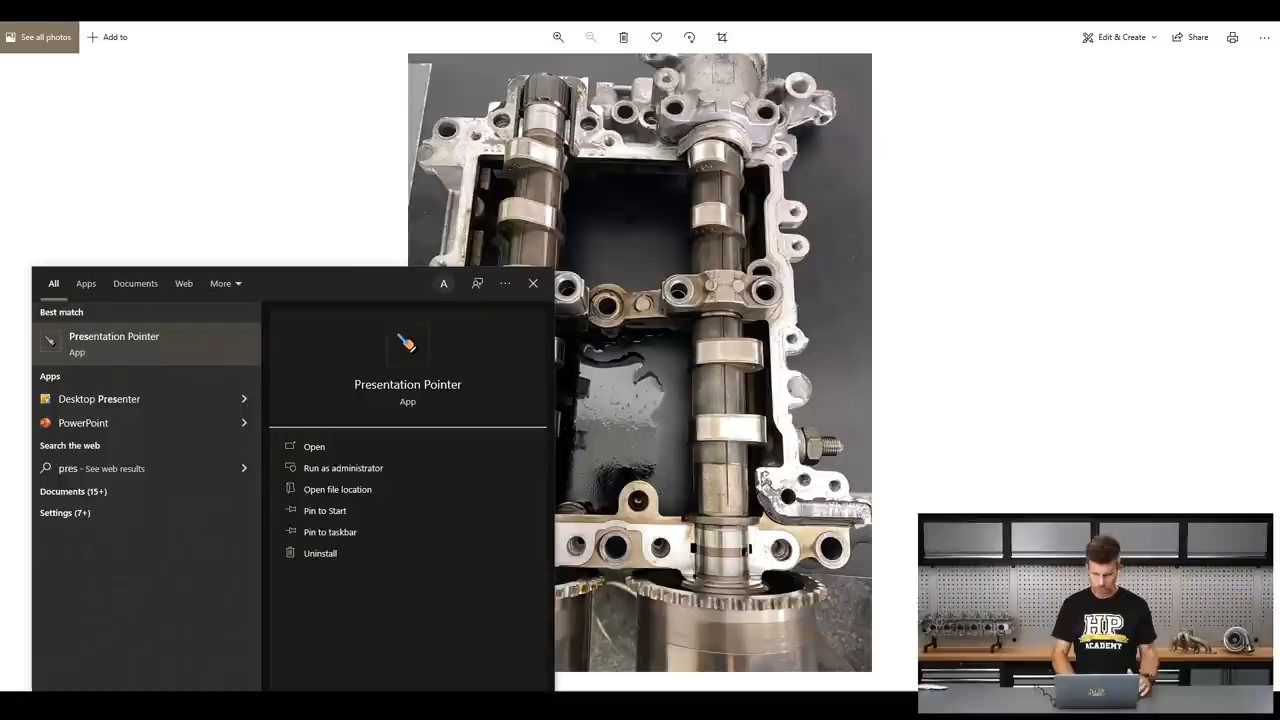 See all photos
Add to
Edit & Create
Share
All
Apps
Documents
Web
More
A
Best match
Presentation Pointer
App
Apps
Desktop Presenter
PowerPoint
Search the web
pres - See web results
Documents (15+)
Settings (7+)
Presentation Pointer
App
Open
Run as administrator
Open file location
Pin to Start
Pin to taskbar
Uninstall
HP
ACADEMY